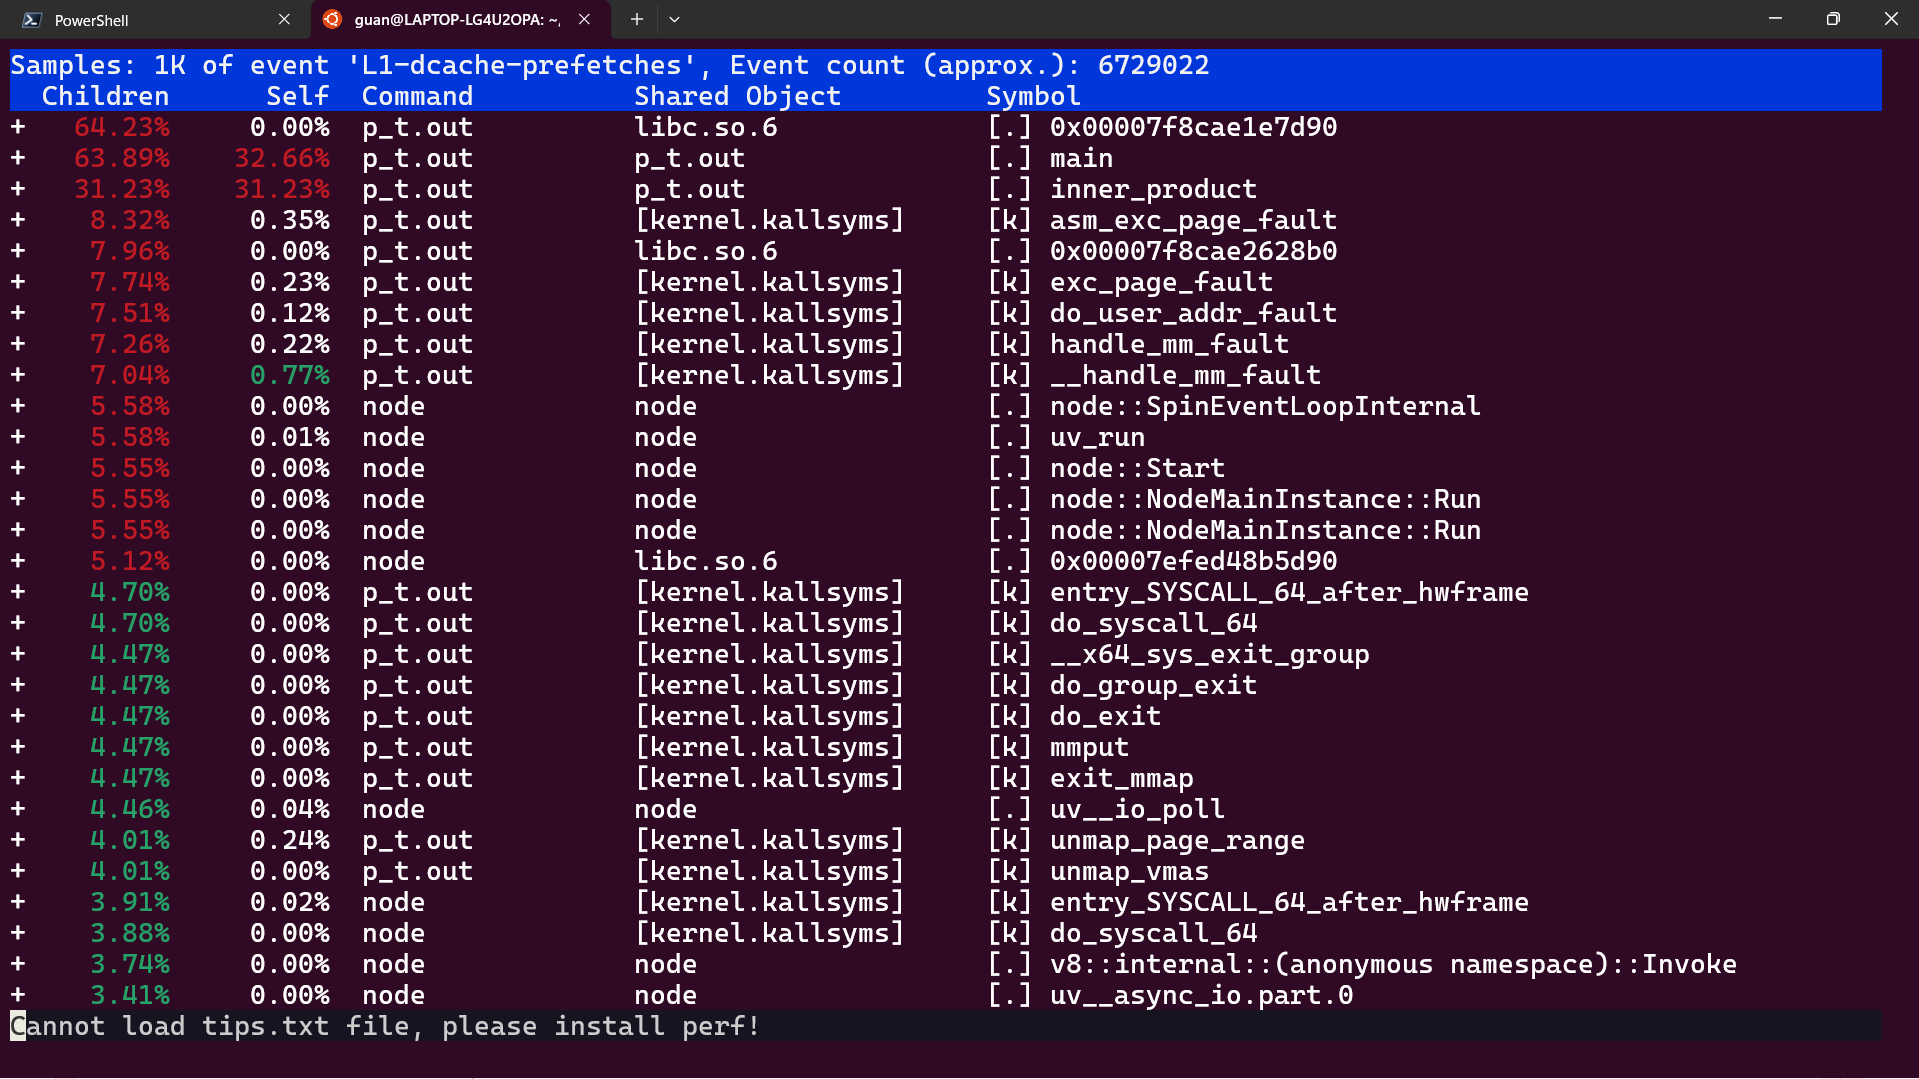 PowerShell
guan@LAPTOP-LG4U2OPA: ~,
Samples: 1K of event 'L1-dcache-prefetches', Event count (approx.): 6729022
Children Self Command Shared Object Symbol
+ 64.23% 0.00% p_t.out libc.so.6 [.] 0x00007f8cae1e7d90
+ 63.89% 32.66% p_t.out p_t.out [.] main
+ 31.23% 31.23% p_t.out p_t.out [.] inner_product
+ 8.32% 0.35% p_t.out [kernel.kallsyms] [k] asm_exc_page_fault
+ 7.96% 0.00% p_t.out libc.so.6 [.] 0x00007f8cae2628b0
+ 7.74% 0.23% p_t.out [kernel.kallsyms] [k] exc_page_fault
+ 7.51% 0.12% p_t.out [kernel.kallsyms] [k] do_user_addr_fault
+ 7.26% 0.22% p_t.out [kernel.kallsyms] [k] handle_mm_fault
+ 7.04% 0.77% p_t.out [kernel.kallsyms] [k] __handle_mm_fault
+ 5.58% 0.00% node node [.] node::SpinEventLoopInternal
+ 5.58% 0.01% node node [.] uv_run
+ 5.55% 0.00% node node [.] node::Start
+ 5.55% 0.00% node node [.] node::NodeMainInstance::Run
+ 5.55% 0.00% node node [.] node::NodeMainInstance::Run
+ 5.12% 0.00% node libc.so.6 [.] 0x00007efed48b5d90
+ 4.70% 0.00% p_t.out [kernel.kallsyms] [k] entry_SYSCALL_64_after_hwframe
+ 4.70% 0.00% p_t.out [kernel.kallsyms] [k] do_syscall_64
+ 4.47% 0.00% p_t.out [kernel.kallsyms] [k] __x64_sys_exit_group
+ 4.47% 0.00% p_t.out [kernel.kallsyms] [k] do_group_exit
+ 4.47% 0.00% p_t.out [kernel.kallsyms] [k] do_exit
+ 4.47% 0.00% p_t.out [kernel.kallsyms] [k] mmput
+ 4.47% 0.00% p_t.out [kernel.kallsyms] [k] exit_mmap
+ 4.46% 0.04% node node [.] uv__io_poll
+ 4.01% 0.24% p_t.out [kernel.kallsyms] [k] unmap_page_range
+ 4.01% 0.00% p_t.out [kernel.kallsyms] [k] unmap_vmas
+ 3.91% 0.02% node [kernel.kallsyms] [k] entry_SYSCALL_64_after_hwframe
+ 3.88% 0.00% node [kernel.kallsyms] [k] do_syscall_64
+ 3.74% 0.00% node node [.] v8::internal::(anonymous namespace)::Invoke
+ 3.41% 0.00% node node [.] uv__async_io.part.0
Cannot load tips.txt file, please install perf!